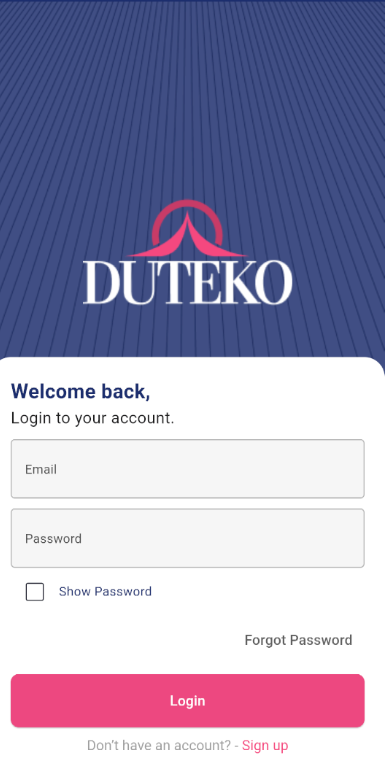 DUTEKO
Welcome back,
Login to your account.
Email
Password
Show Password
Forgot Password
Login
Don't have an account? - Sign up